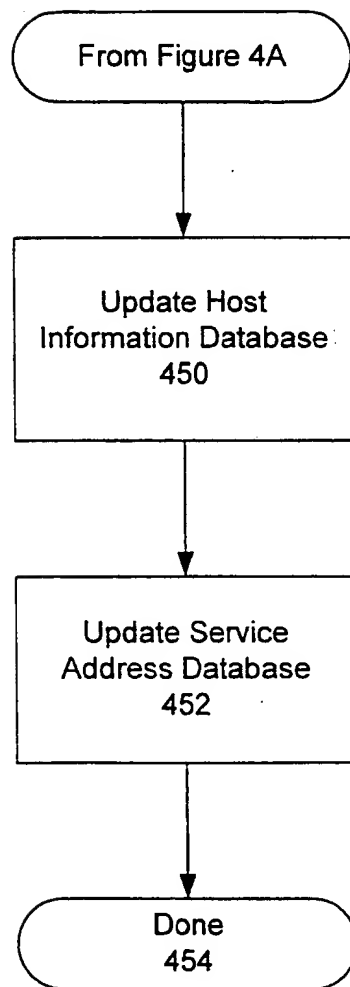 From Figure 4A
Update Host
Information Database
450
Update Service
Address Database
452
Done
454